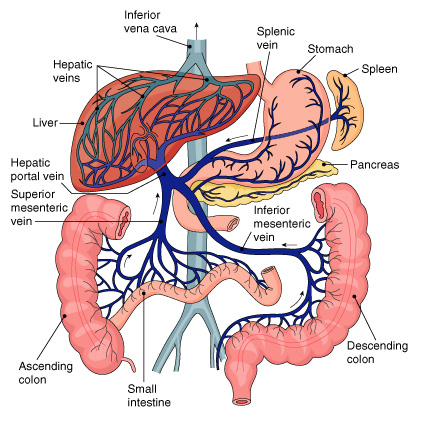 Inferior
vena cava
Splenic
vein
Stomach
Hepatic
veins
Spleen
Liver
Hepatic
portal vein
Pancreas
Superior
mesenteric
vein
Inferior
mesenteric
vein
Ascending
colon
Small
intestine
Descending
colon